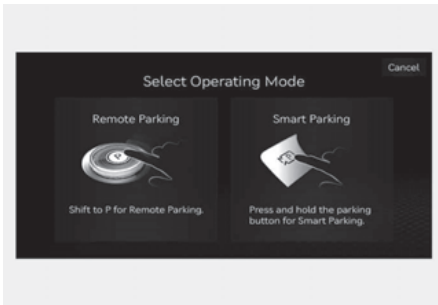 Cancel
Select Operating Mode
Remote Parking
Smart Parking
P
Shift to P for Remote Parking.
Press and hold the parking
button for Smart Parking.